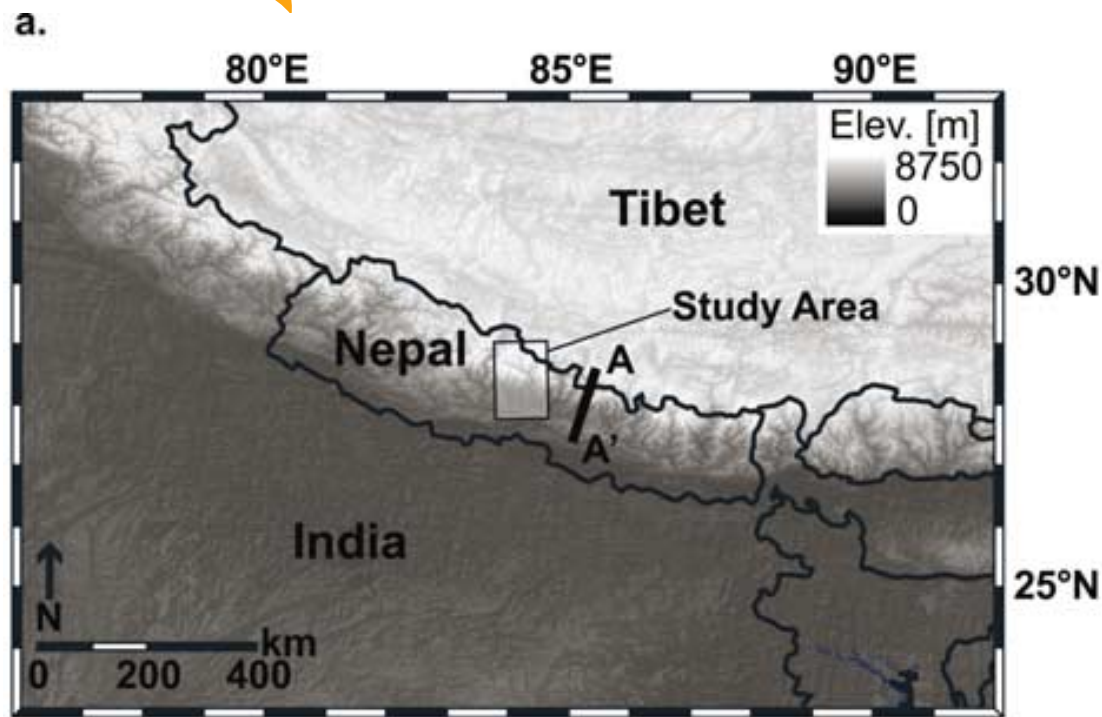 a.
80°E 85°E 90°E
Elev. [m]
8750
0
Tibet
30°N
Study Area
Nepal
A
A'
India
25°N
N
km
0 200 400